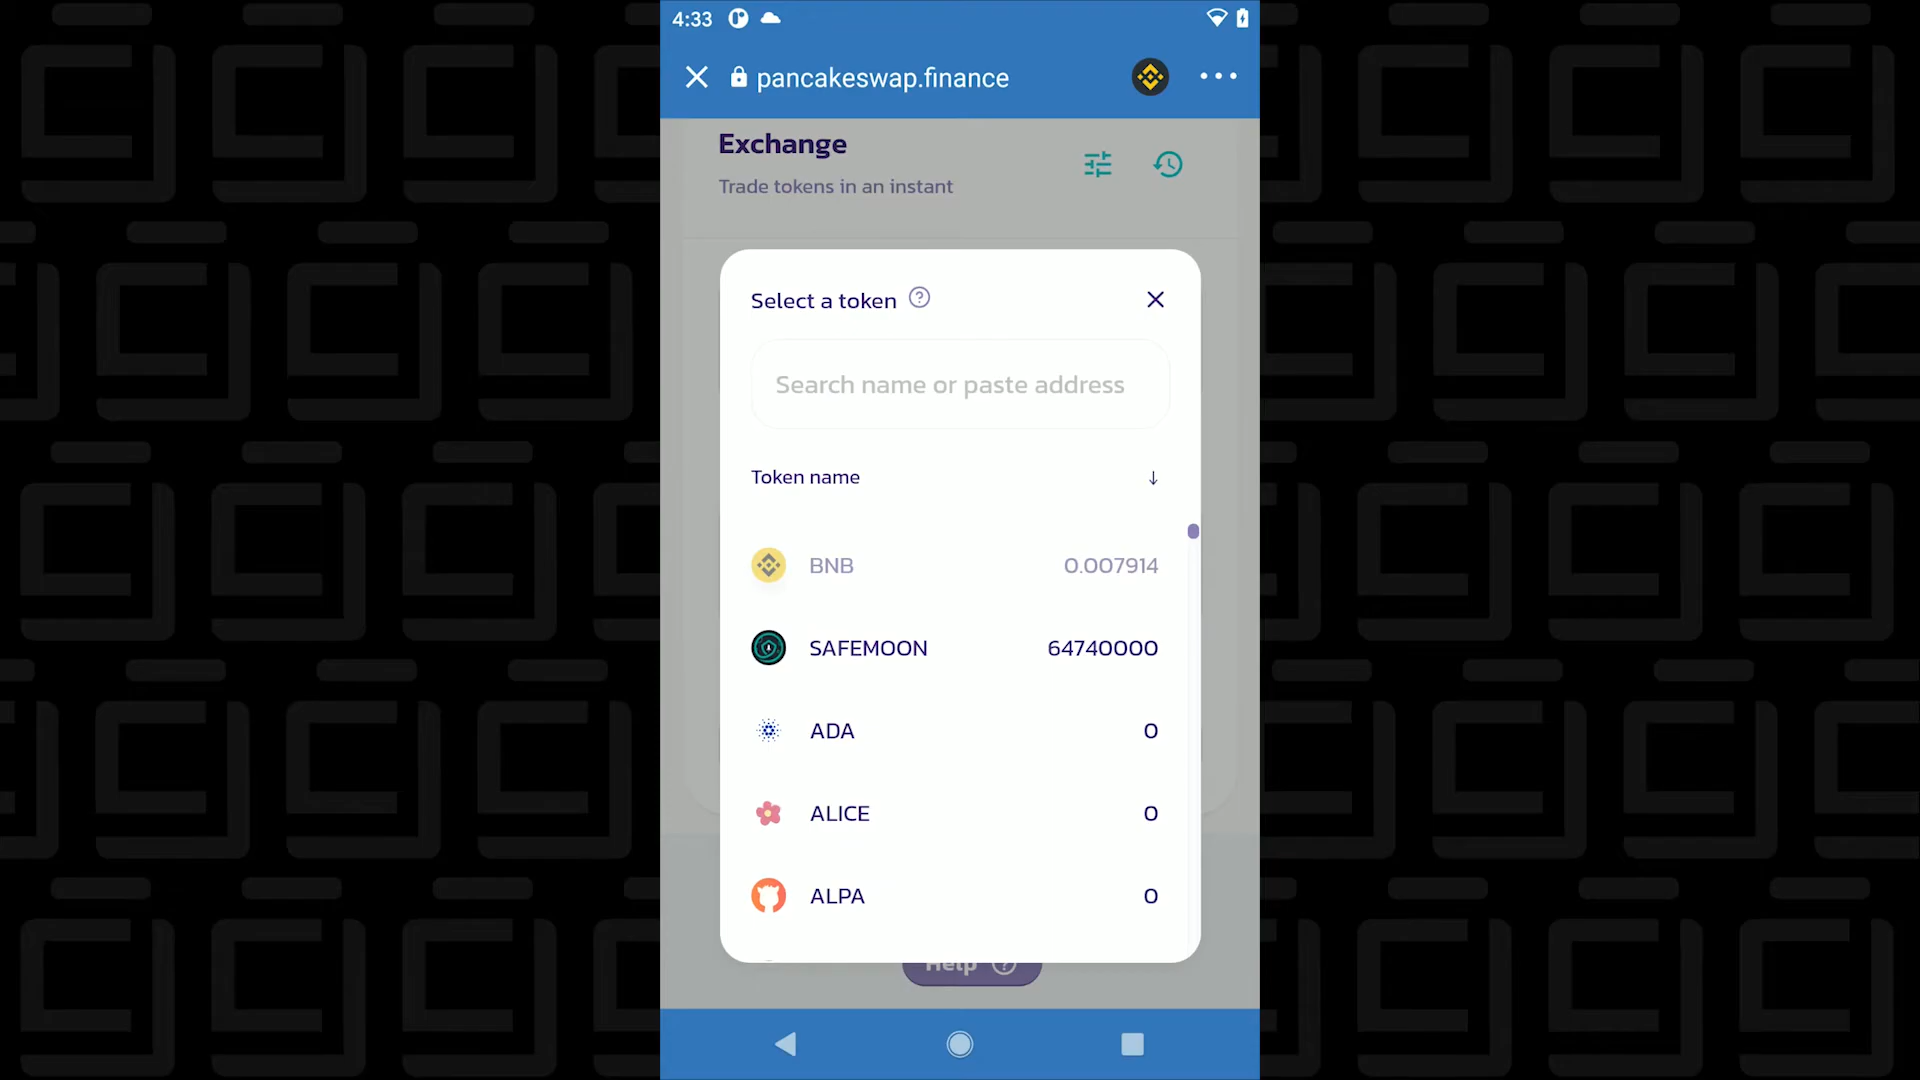 4:33
pancakeswap.finance
Exchange
Trade tokens in an instant
Select a token
Search name or paste address
Token name
BNB 0.007914
SAFEMOON 64740000
ADA 0
ALICE 0
ALPA 0
Help